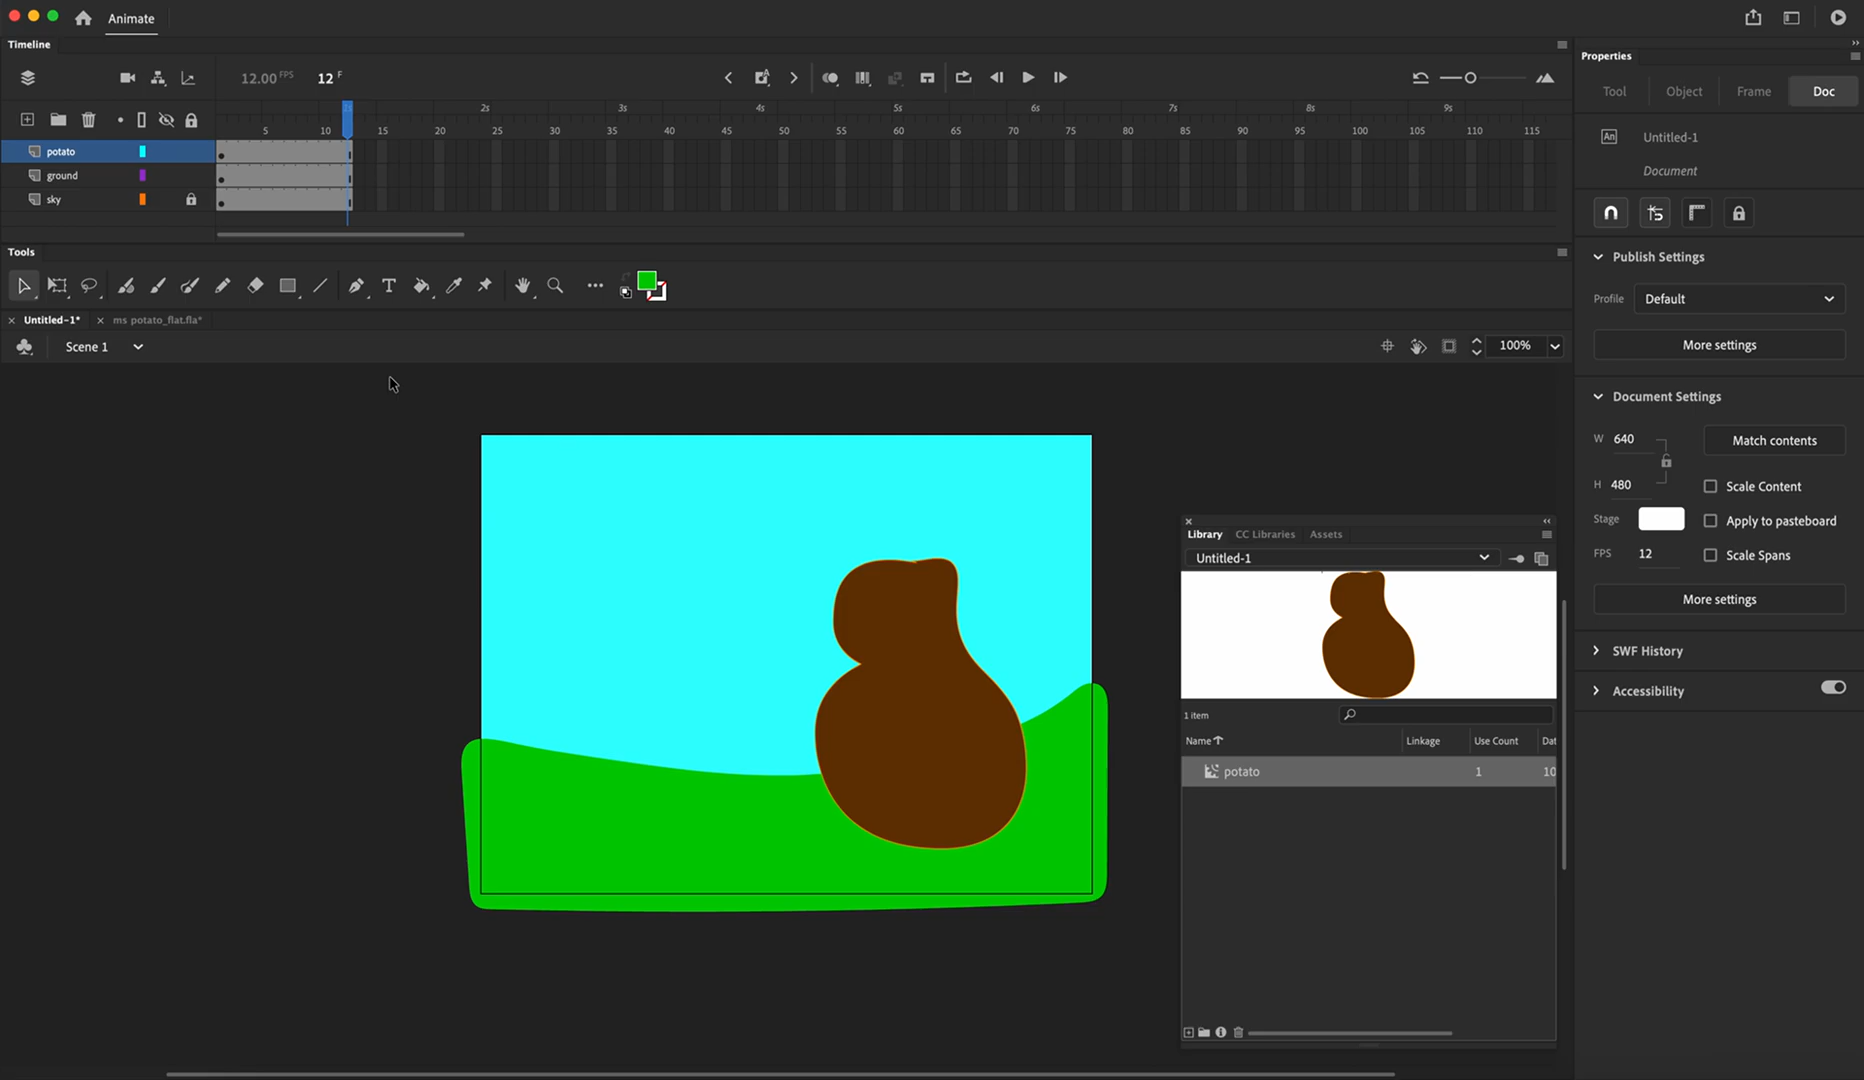 Animate
Timeline
12.00 FPS 12 F
1s 2s 3s 4s 5s 6s 7s 8s 9s
5 10 15 20 25 30 35 40 45 50 55 60 65 70 75 80 85 90 95 100 105 110 115
potato
ground
sky
Tools
Untitled-1*
ms potato_flat.fla*
Scene 1
100%
Library CC Libraries Assets
Untitled-1
1 item
Name Linkage Use Count Dat
potato 1 10
Properties
Tool Object Frame Doc
An Untitled-1
Document
Publish Settings
Profile Default
More settings
Document Settings
W 640
Match contents
H 480
Scale Content
Stage
Apply to pasteboard
FPS 12
Scale Spans
More settings
SWF History
Accessibility